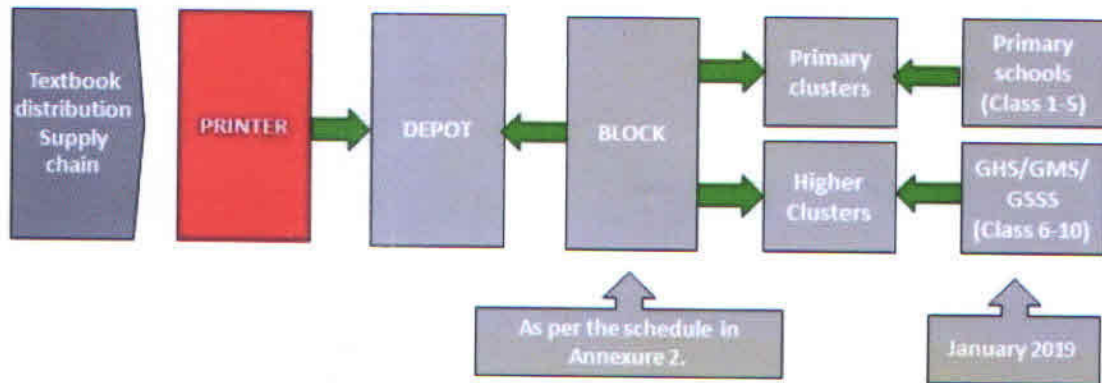 Textbook
distribution
Supply
chain
PRINTER
DEPOT
BLOCK
Primary
clusters
Primary
schools
(Class 1-5)
Higher
Clusters
GHS/GMS/
GSSS
(Class 6-10)
As per the schedule in
Annexure 2.
January 2019